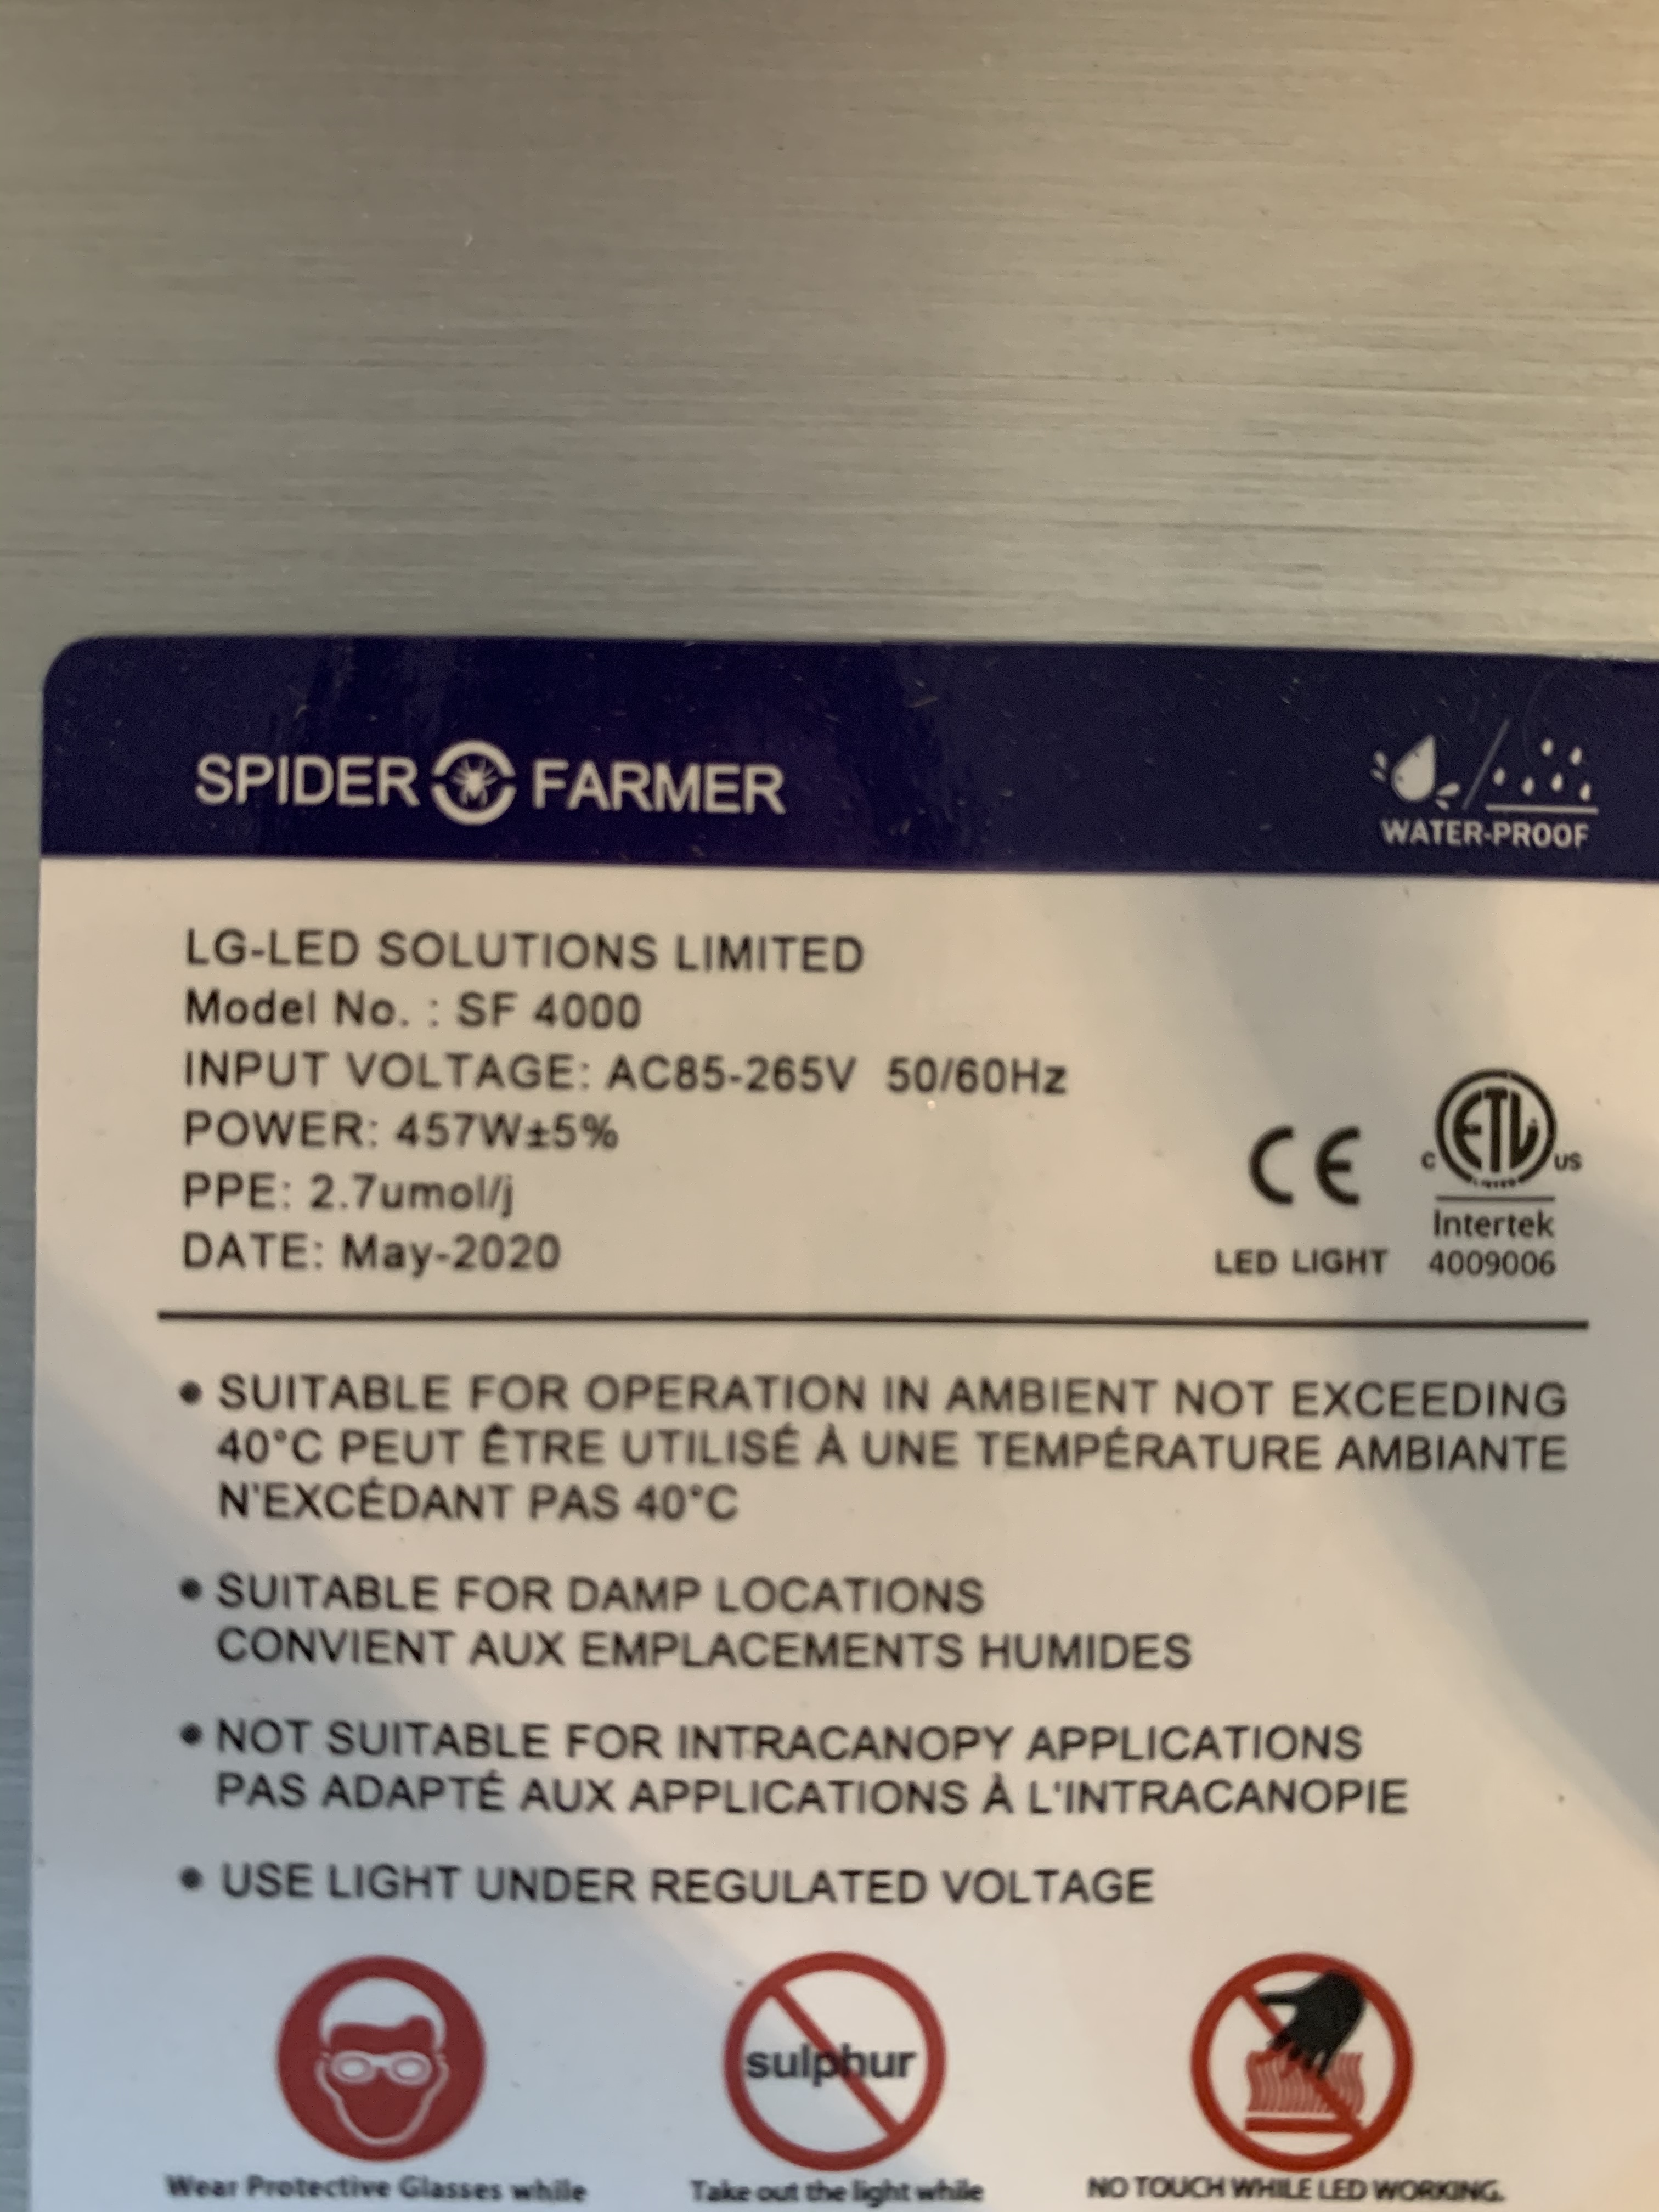 SPIDER FARMER
WATER-PROOF
LG-LED SOLUTIONS LIMITED
Model No. : SF 4000
INPUT VOLTAGE: AC85-265V 50/60Hz
POWER: 457W±5%
PPE: 2.7umol/j
DATE: May-2020
CE
LED LIGHT
C ETL US
Intertek
4009006
• SUITABLE FOR OPERATION IN AMBIENT NOT EXCEEDING
40°C PEUT ÊTRE UTILISÉ À UNE TEMPÉRATURE AMBIANTE
N'EXCÉDANT PAS 40°C
• SUITABLE FOR DAMP LOCATIONS
CONVIENT AUX EMPLACEMENTS HUMIDES
• NOT SUITABLE FOR INTRACANOPY APPLICATIONS
PAS ADAPTÉ AUX APPLICATIONS À L'INTRACANOPIE
• USE LIGHT UNDER REGULATED VOLTAGE
sulphur
Wear Protective Glasses while
Take out the light while
NO TOUCH WHILE LED WORKING.